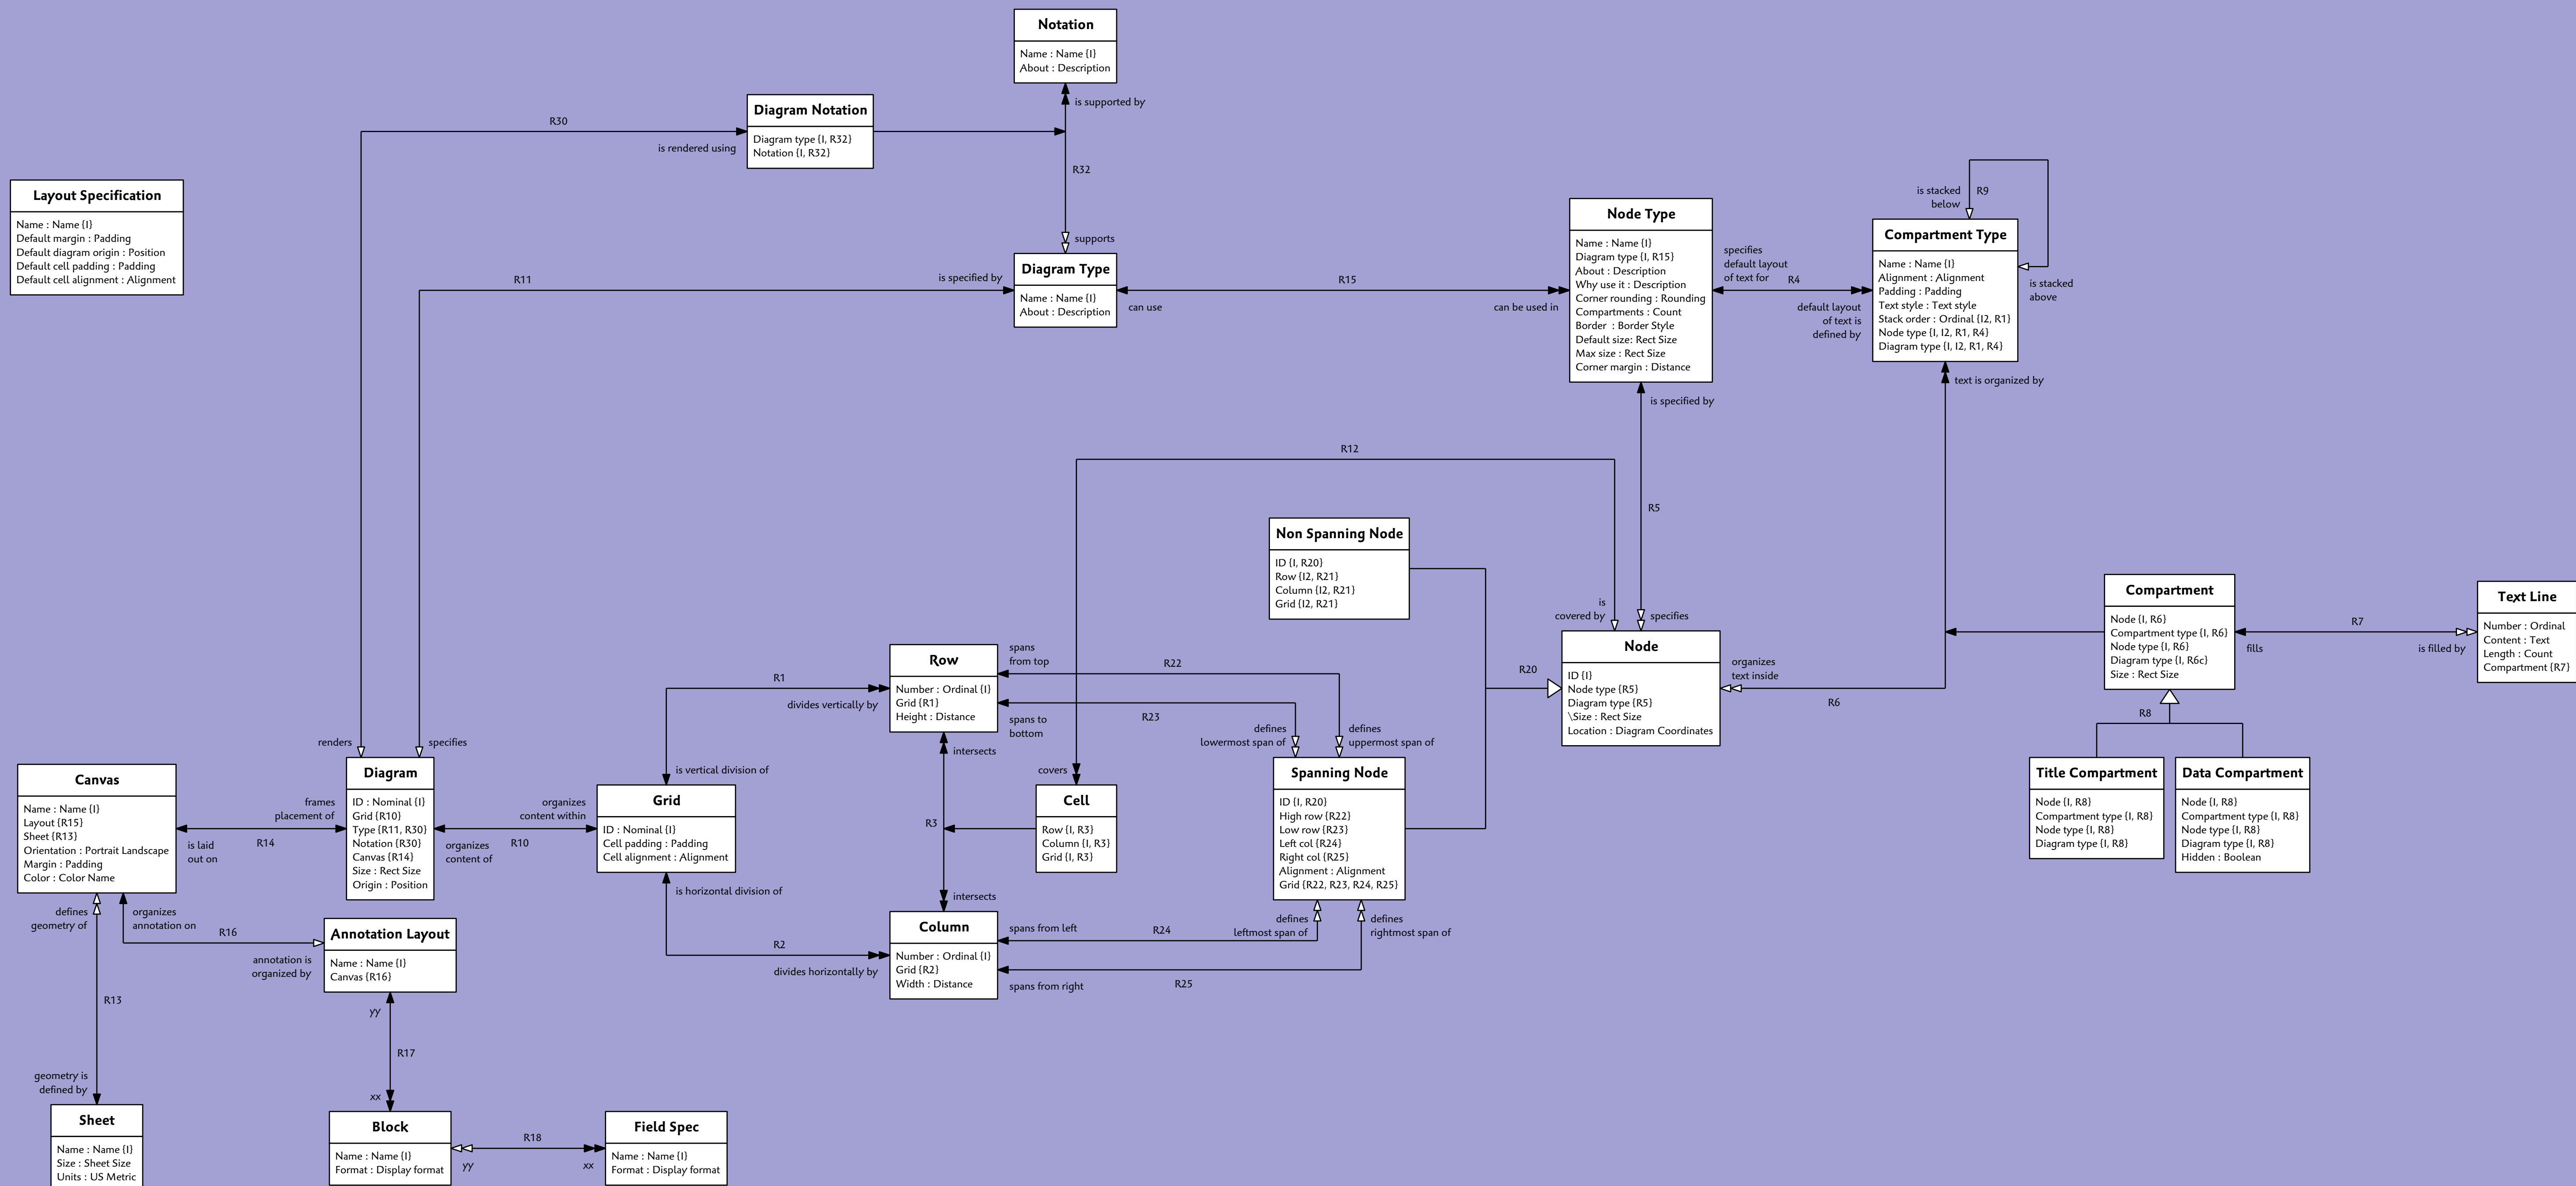 Notation
Name : Name {I}
About : Description
is supported by
Diagram Notation
Diagram type {I, R32}
Notation {I, R32}
R30
is rendered using
R32
supports
Layout Specification
Name : Name {I}
Default margin : Padding
Default diagram origin : Position
Default cell padding : Padding
Default cell alignment : Alignment
R11
is specified by
Diagram Type
Name : Name {I}
About : Description
R15
can use
can be used in
Node Type
Name : Name {I}
Diagram type {I, R15}
About : Description
Why use it : Description
Corner rounding : Rounding
Compartments : Count
Border : Border Style
Default size: Rect Size
Max size : Rect Size
Corner margin : Distance
specifies
default layout
of text for
R4
default layout
of text is
defined by
is stacked
below
R9
Compartment Type
Name : Name {I}
Alignment : Alignment
Padding : Padding
Text style : Text style
Stack order : Ordinal {I2, R1}
Node type {I, I2, R1, R4}
Diagram type {I, I2, R1, R4}
is stacked
above
text is organized by
is specified by
R12
R5
Non Spanning Node
ID {I, R20}
Row {I2, R21}
Column {I2, R21}
Grid {I2, R21}
is
covered by
specifies
Node
ID {I}
Node type {R5}
Diagram type {R5}
\Size : Rect Size
Location : Diagram Coordinates
R20
organizes
text inside
R6
Compartment
Node {I, R6}
Compartment type {I, R6}
Node type {I, R6}
Diagram type {I, R6c}
Size : Rect Size
R7
fills
is filled by
Text Line
Number : Ordinal
Content : Text
Length : Count
Compartment {R7}
R8
Title Compartment
Node {I, R8}
Compartment type {I, R8}
Node type {I, R8}
Diagram type {I, R8}
Data Compartment
Node {I, R8}
Compartment type {I, R8}
Node type {I, R8}
Diagram type {I, R8}
Hidden : Boolean
Row
Number : Ordinal {I}
Grid {R1}
Height : Distance
spans
from top
R22
R23
spans to
bottom
defines
lowermost span of
defines
uppermost span of
R1
divides vertically by
is vertical division of
intersects
covers
R3
Cell
Row {I, R3}
Column {I, R3}
Grid {I, R3}
Spanning Node
ID {I, R20}
High row {R22}
Low row {R23}
Left col {R24}
Right col {R25}
Alignment : Alignment
Grid {R22, R23, R24, R25}
renders
specifies
Canvas
Name : Name {I}
Layout {R15}
Sheet {R13}
Orientation : Portrait Landscape
Margin : Padding
Color : Color Name
frames
placement of
is laid
out on
R14
Diagram
ID : Nominal {I}
Grid {R10}
Type {R11, R30}
Notation {R30}
Canvas {R14}
Size : Rect Size
Origin : Position
organizes
content within
organizes
content of
R10
Grid
ID : Nominal {I}
Cell padding : Padding
Cell alignment : Alignment
is horizontal division of
intersects
R2
divides horizontally by
Column
Number : Ordinal {I}
Grid {R2}
Width : Distance
spans from left
R24
defines
leftmost span of
defines
rightmost span of
spans from right
R25
defines
geometry of
organizes
annotation on
R16
annotation is
organized by
Annotation Layout
Name : Name {I}
Canvas {R16}
R13
yy
R17
xx
geometry is
defined by
Sheet
Name : Name {I}
Size : Sheet Size
Units : US Metric
Block
Name : Name {I}
Format : Display format
R18
yy
xx
Field Spec
Name : Name {I}
Format : Display format